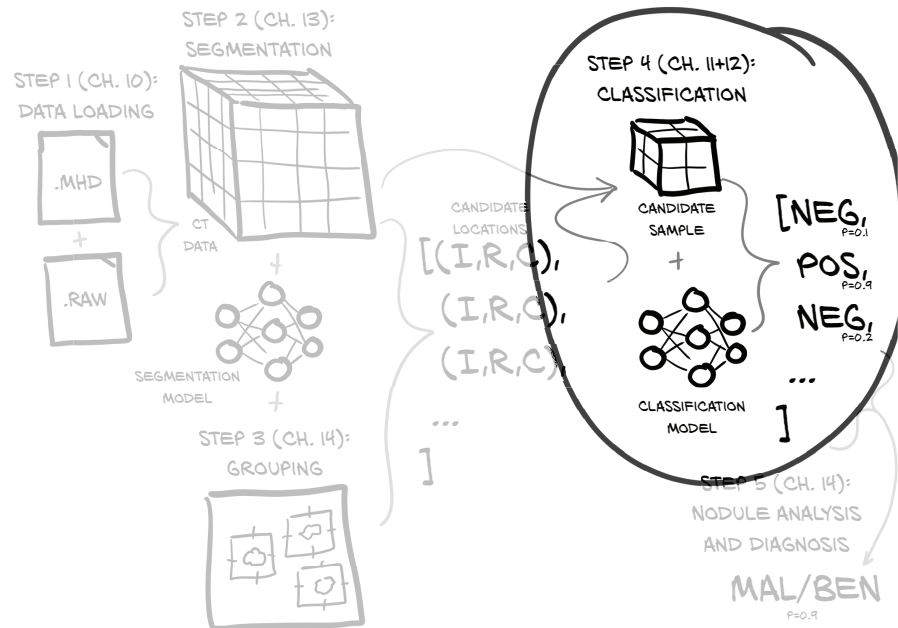 STEP 1 (CH. 10):
DATA LOADING
.MHD
+
.RAW
STEP 2 (CH. 13):
SEGMENTATION
CT
DATA
+
SEGMENTATION
MODEL
+
STEP 3 (CH. 14):
GROUPING
CANDIDATE
LOCATIONS
[(I,R,C),
(I,R,C),
(I,R,C),
...
]
STEP 4 (CH. 11+12):
CLASSIFICATION
CANDIDATE
SAMPLE
+
CLASSIFICATION
MODEL
[NEG,
P=0.1
POS,
P=0.9
NEG,
P=0.2
...
]
STEP 5 (CH. 14):
NODULE ANALYSIS
AND DIAGNOSIS
MAL/BEN
P=0.9